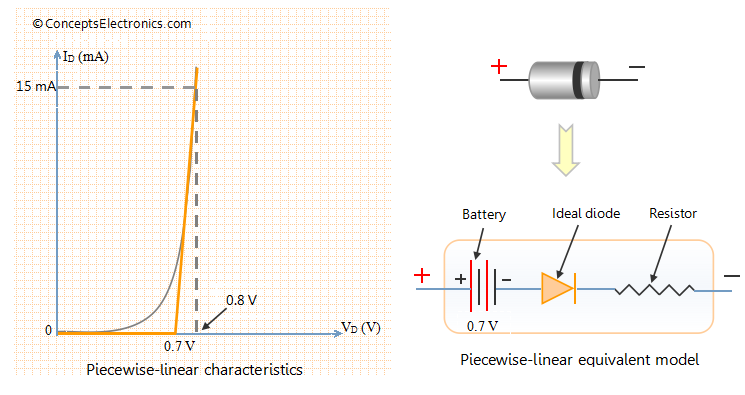 © ConceptsElectronics.com
ID (mA)
15 mA
0
0.8 V
0.7 V
VD (V)
Piecewise-linear characteristics
+ −
Battery Ideal diode Resistor
+ + − −
0.7 V
Piecewise-linear equivalent model